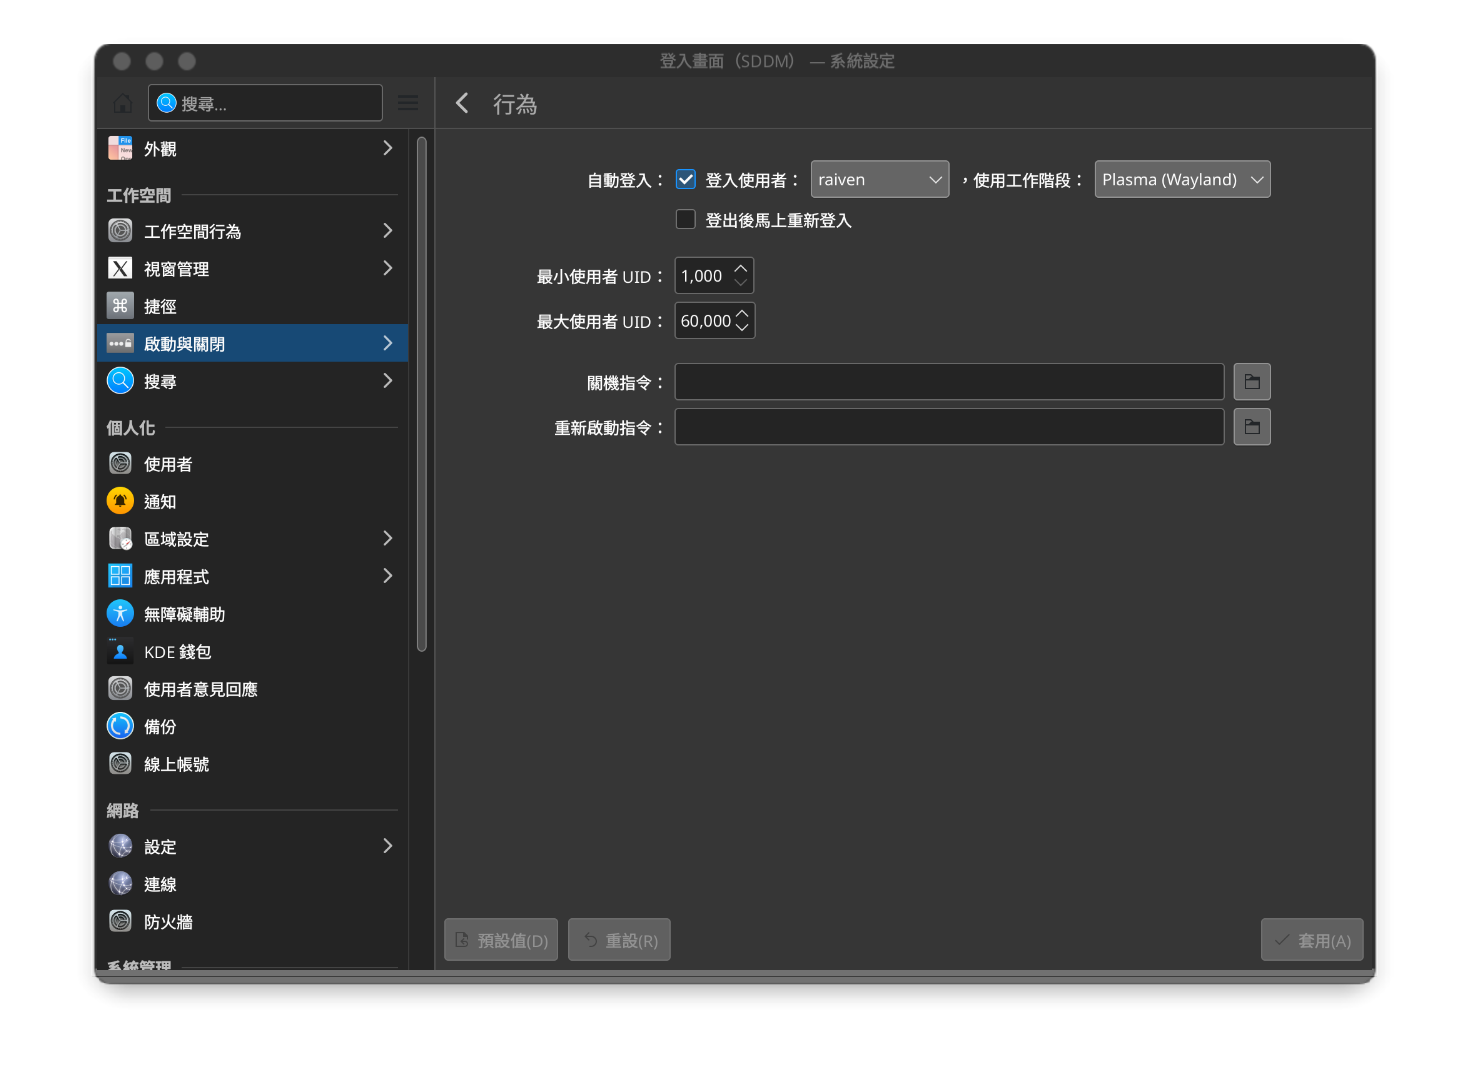 登入畫面（SDDM） — 系統設定
搜尋...
行為
外觀
工作空間
工作空間行為
視窗管理
捷徑
啟動與關閉
搜尋
個人化
使用者
通知
區域設定
應用程式
無障礙輔助
KDE 錢包
使用者意見回應
備份
線上帳號
網路
設定
連線
防火牆
系統管理
自動登入： 登入使用者： raiven ，使用工作階段： Plasma (Wayland)
登出後馬上重新登入
最小使用者 UID： 1,000
最大使用者 UID： 60,000
關機指令：
重新啟動指令：
預設值(D) 重設(R) 套用(A)